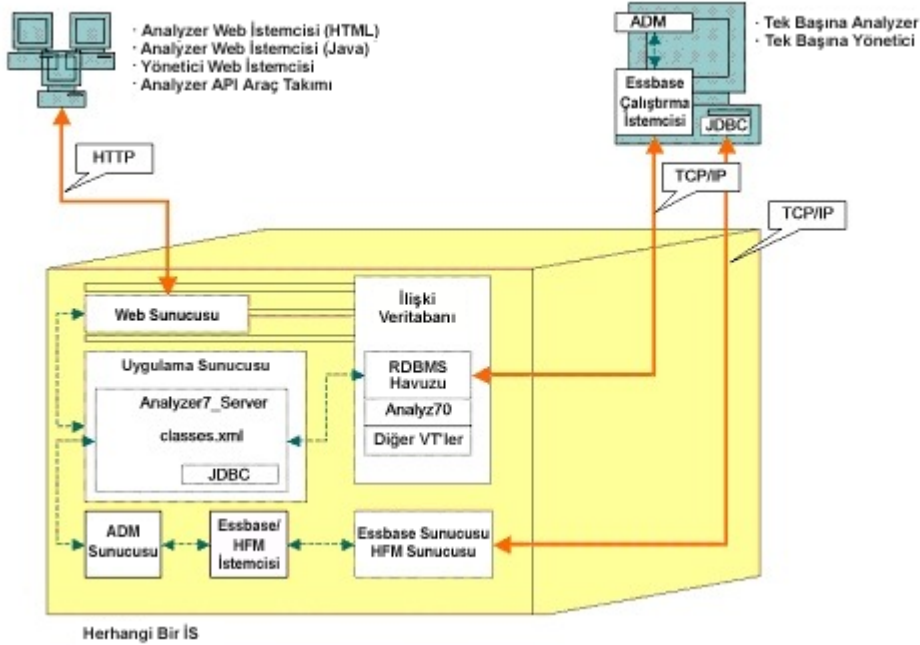 · Analyzer Web İstemcisi (HTML)
· Analyzer Web İstemcisi (Java)
· Yönetici Web İstemcisi
· Analyzer API Araç Takımı
ADM
Essbase
Çalıştırma
İstemcisi
JDBC
· Tek Başına Analyzer
· Tek Başına Yönetici
HTTP
TCP/IP
TCP/IP
Web Sunucusu
İlişki
Veritabanı
RDBMS
Havuzu
Analyz70
Diğer VT'ler
Uygulama Sunucusu
Analyzer7_Server
classes.xml
JDBC
ADM
Sunucusu
Essbase/
HFM
İstemcisi
Essbase Sunucusu
HFM Sunucusu
Herhangi Bir İS